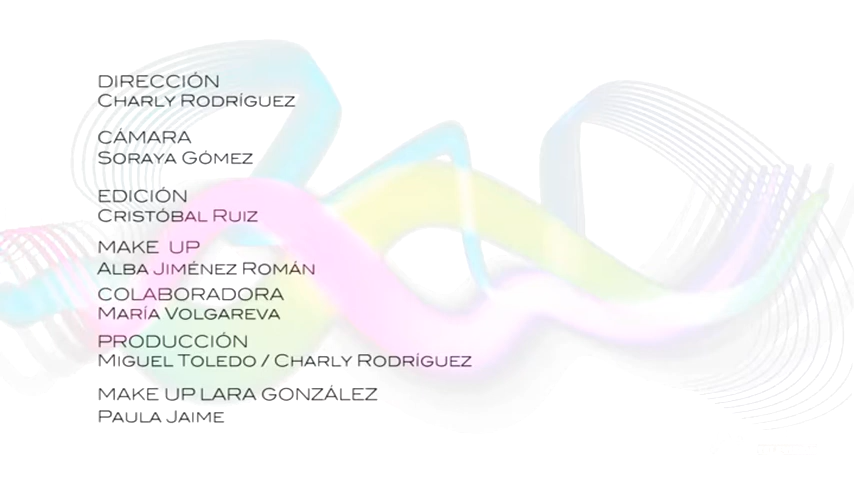 DIRECCIÓN
CHARLY RODRÍGUEZ
CÁMARA
SORAYA GÓMEZ
EDICIÓN
CRISTÓBAL RUIZ
MAKE UP
ALBA JIMÉNEZ ROMÁN
COLABORADORA
MARÍA VOLGAREVA
PRODUCCIÓN
MIGUEL TOLEDO / CHARLY RODRÍGUEZ
MAKE UP LARA GONZÁLEZ
PAULA JAIME